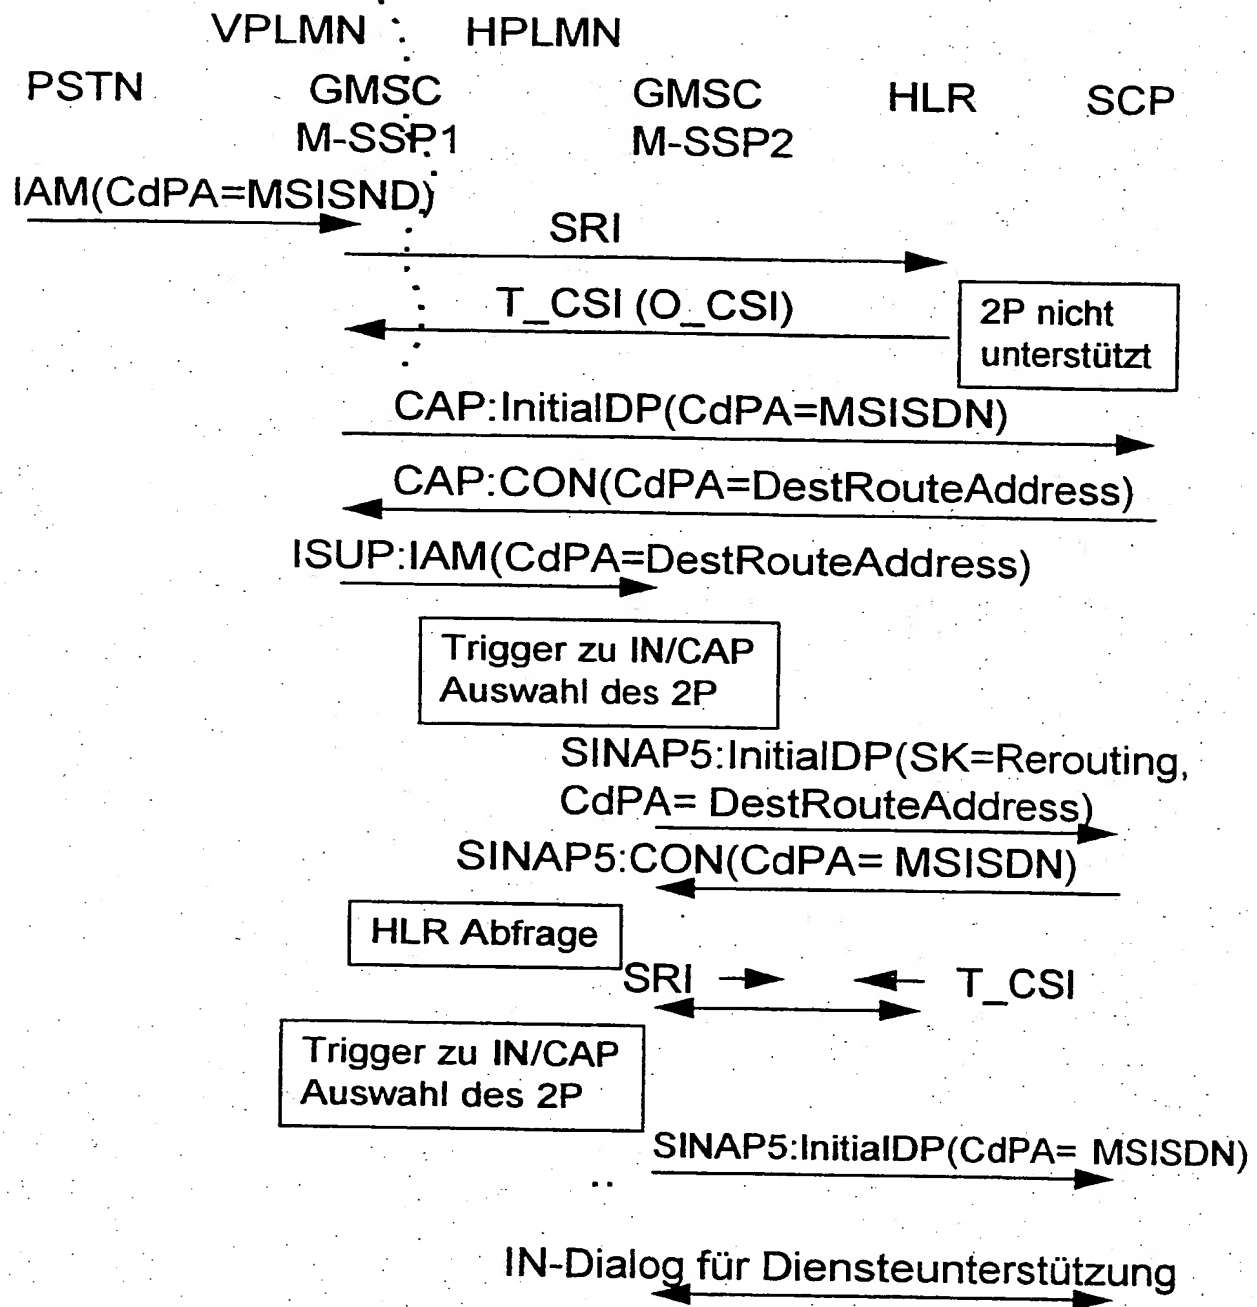 VPLMN HPLMN
PSTN GMSC GMSC HLR SCP
M-SSP1 M-SSP2
IAM(CdPA=MSISND)
SRI
T_CSI (O_CSI)
2P nicht
unterstützt
CAP:InitialDP(CdPA=MSISDN)
CAP:CON(CdPA=DestRouteAddress)
ISUP:IAM(CdPA=DestRouteAddress)
Trigger zu IN/CAP
Auswahl des 2P
SINAP5:InitialDP(SK=Rerouting,
CdPA= DestRouteAddress)
SINAP5:CON(CdPA= MSISDN)
HLR Abfrage
SRI T_CSI
Trigger zu IN/CAP
Auswahl des 2P
SINAP5:InitialDP(CdPA= MSISDN)
..
IN-Dialog für Diensteunterstützung